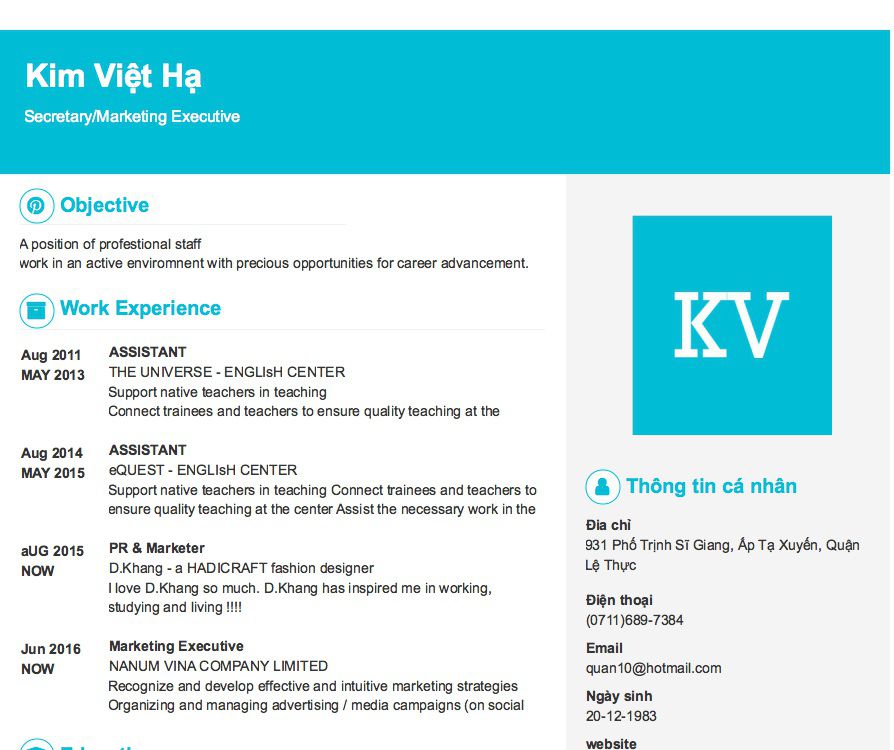 Kim Việt Hạ
Secretary/Marketing Executive
Objective
A position of profestional staff
work in an active enviromnent with precious opportunities for career advancement.
Work Experience
Aug 2011
MAY 2013
ASSISTANT
THE UNIVERSE - ENGLIsH CENTER
Support native teachers in teaching
Connect trainees and teachers to ensure quality teaching at the
Aug 2014
MAY 2015
ASSISTANT
eQUEST - ENGLIsH CENTER
Support native teachers in teaching Connect trainees and teachers to
ensure quality teaching at the center Assist the necessary work in the
aUG 2015
NOW
PR & Marketer
D.Khang - a HADICRAFT fashion designer
I love D.Khang so much. D.Khang has inspired me in working,
studying and living !!!!
Jun 2016
NOW
Marketing Executive
NANUM VINA COMPANY LIMITED
Recognize and develop effective and intuitive marketing strategies
Organizing and managing advertising / media campaigns (on social
KV
Thông tin cá nhân
Địa chỉ
931 Phố Trịnh Sĩ Giang, Ấp Tạ Xuyến, Quận
Lệ Thực
Điện thoại
(0711)689-7384
Email
quan10@hotmail.com
Ngày sinh
20-12-1983
website